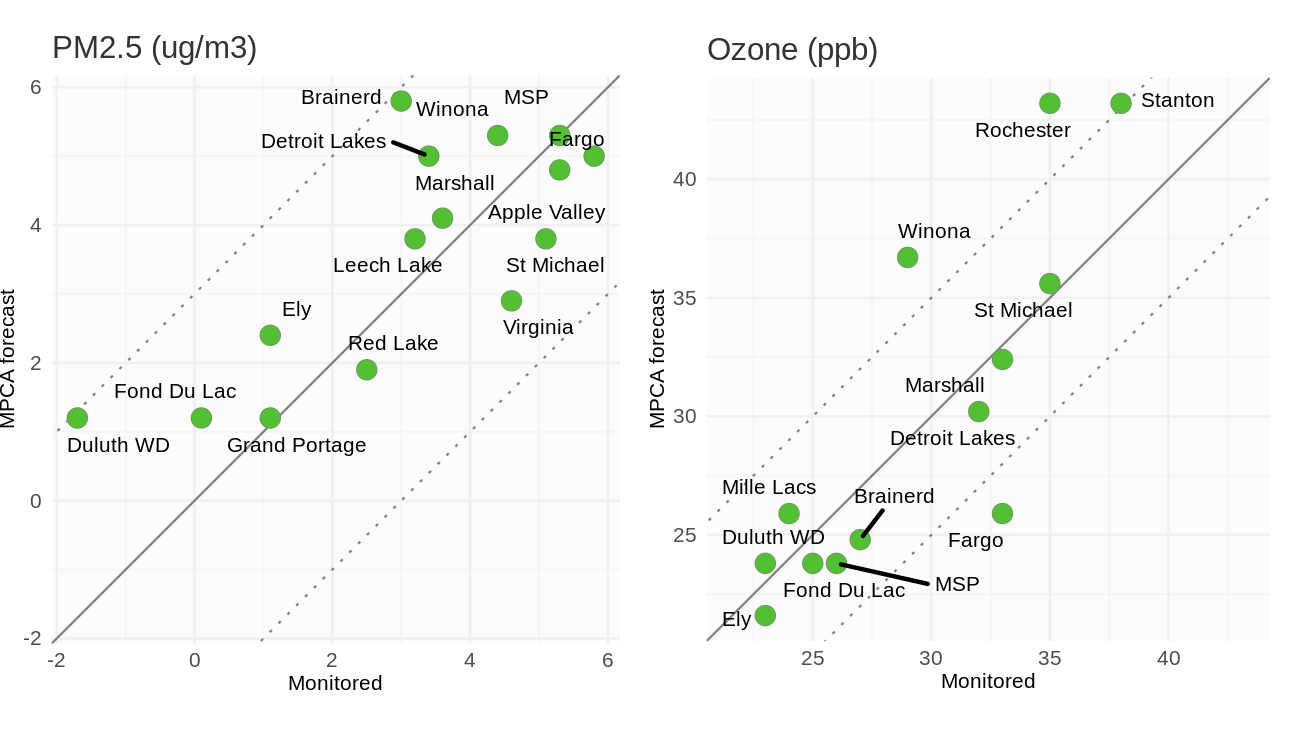 PM2.5 (ug/m3)
6
4
2
0
-2
MPCA forecast
Brainerd
Winona
MSP
Detroit Lakes
Fargo
Marshall
Apple Valley
Leech Lake
St Michael
Ely
Virginia
Red Lake
Fond Du Lac
Duluth WD
Grand Portage
-2 0 2 4 6
Monitored
Ozone (ppb)
40
35
30
25
MPCA forecast
Stanton
Rochester
Winona
St Michael
Marshall
Detroit Lakes
Mille Lacs
Brainerd
Duluth WD
Fargo
Fond Du Lac
MSP
Ely
25 30 35 40
Monitored